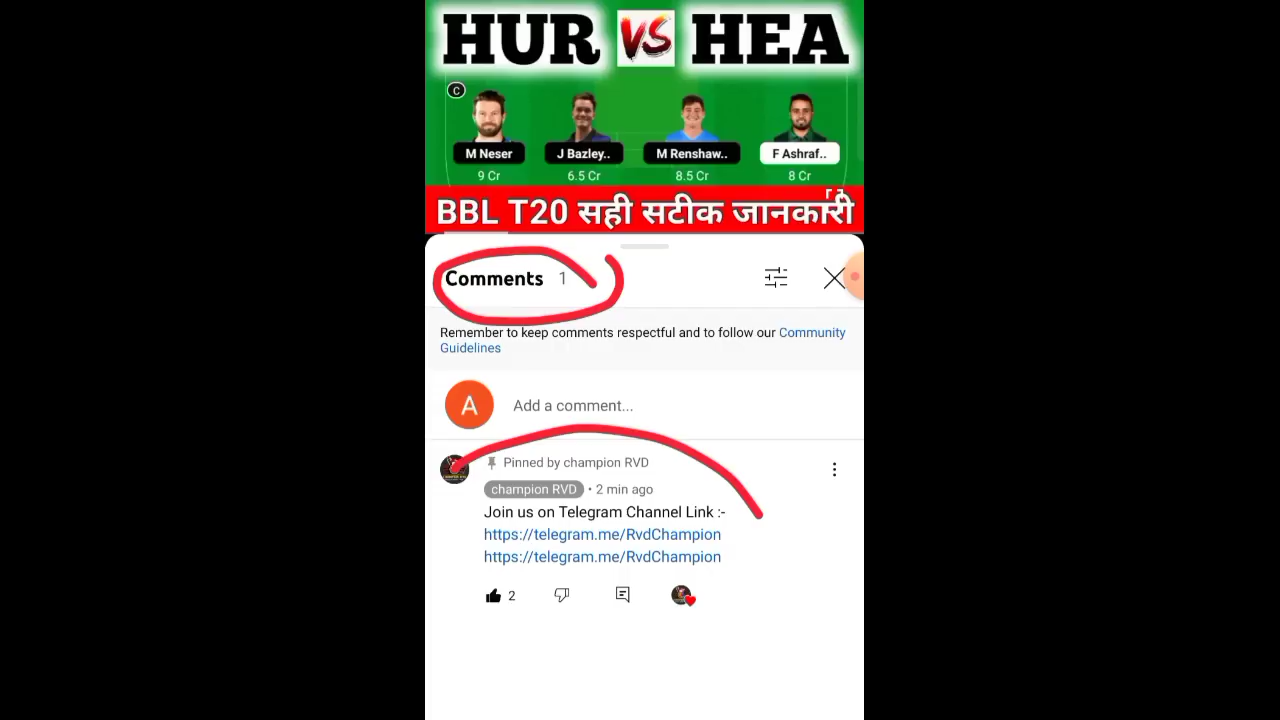 HUR VS HEA
C
M Neser J Bazley.. M Renshaw.. F Ashraf..
9 Cr 6.5 Cr 8.5 Cr 8 Cr
BBL T20 सही सटीक जानकारी
Comments 1
Remember to keep comments respectful and to follow our Community
Guidelines
A Add a comment...
Pinned by champion RVD
champion RVD • 2 min ago
Join us on Telegram Channel Link :-
https://telegram.me/RvdChampion
https://telegram.me/RvdChampion
2